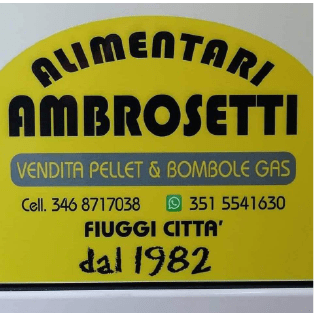 ALIMENTARI
AMBROSETTI
VENDITA PELLET & BOMBOLE GAS
Cell. 346 8717038 351 5541630
FIUGGI CITTA'
dal 1982